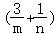 (3/m + 1/n)